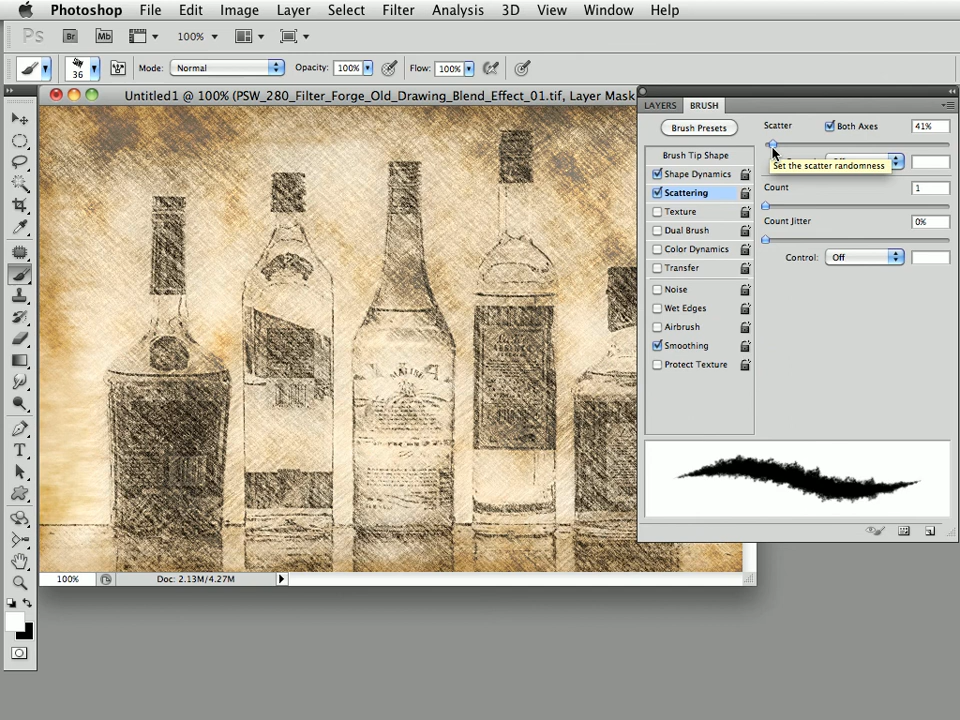 Photoshop File Edit Image Layer Select Filter Analysis 3D View Window Help
Ps Br Mb 100%
36 Mode: Normal Opacity: 100% Flow: 100%
Untitled1 @ 100% (PSW_280_Filter_Forge_Old_Drawing_Blend_Effect_01.tif, Layer Mask
LAYERS BRUSH
Brush Presets
Scatter Both Axes 41%
Set the scatter randomness
Brush Tip Shape
Shape Dynamics
Scattering
Texture
Dual Brush
Color Dynamics
Transfer
Noise
Wet Edges
Airbrush
Smoothing
Protect Texture
Count 1
Count Jitter 0%
Control: Off
T
100% Doc: 2.13M/4.27M